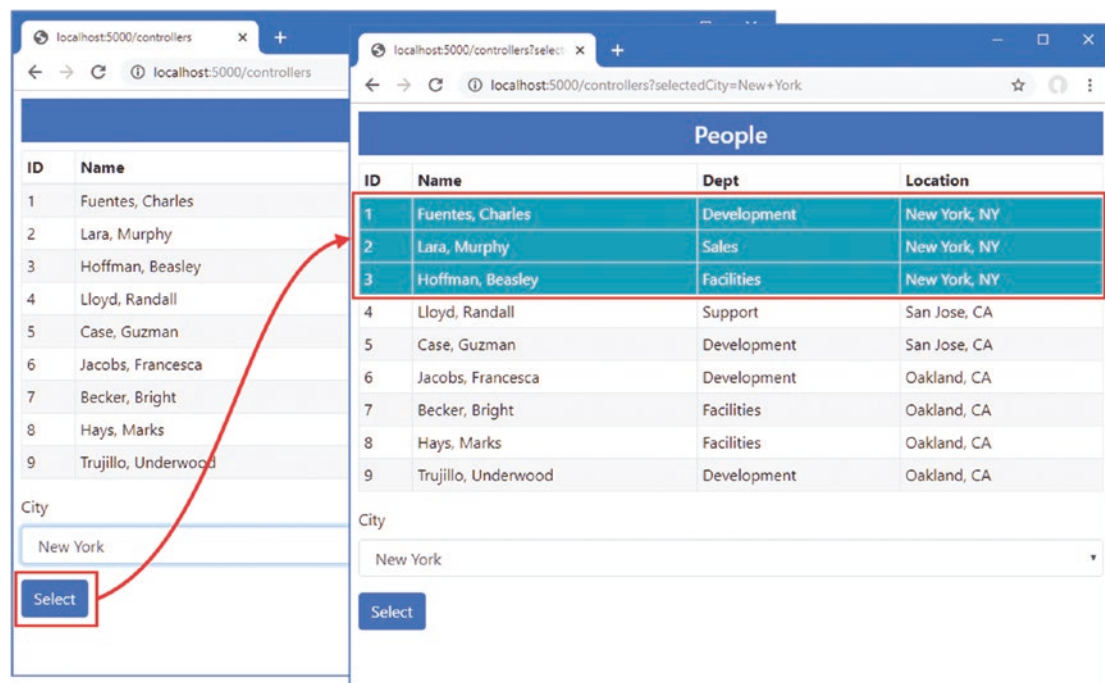 localhost:5000/controllers
localhost:5000/controllers
ID Name
1 Fuentes, Charles
2 Lara, Murphy
3 Hoffman, Beasley
4 Lloyd, Randall
5 Case, Guzman
6 Jacobs, Francesca
7 Becker, Bright
8 Hays, Marks
9 Trujillo, Underwood
City
New York
Select
localhost:5000/controllers?select
localhost:5000/controllers?selectedCity=New+York
People
ID Name Dept Location
1 Fuentes, Charles Development New York, NY
2 Lara, Murphy Sales New York, NY
3 Hoffman, Beasley Facilities New York, NY
4 Lloyd, Randall Support San Jose, CA
5 Case, Guzman Development San Jose, CA
6 Jacobs, Francesca Development Oakland, CA
7 Becker, Bright Facilities Oakland, CA
8 Hays, Marks Facilities Oakland, CA
9 Trujillo, Underwood Development Oakland, CA
City
New York
Select